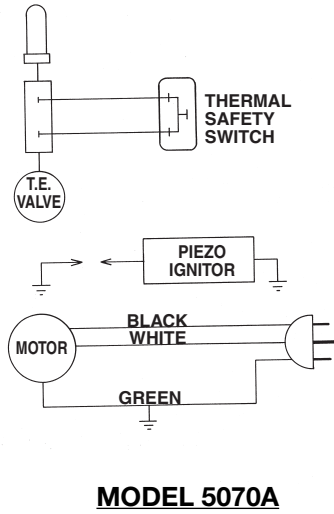 THERMAL
SAFETY
SWITCH
T.E.
VALVE
PIEZO
IGNITOR
BLACK
WHITE
MOTOR
GREEN
MODEL 5070A